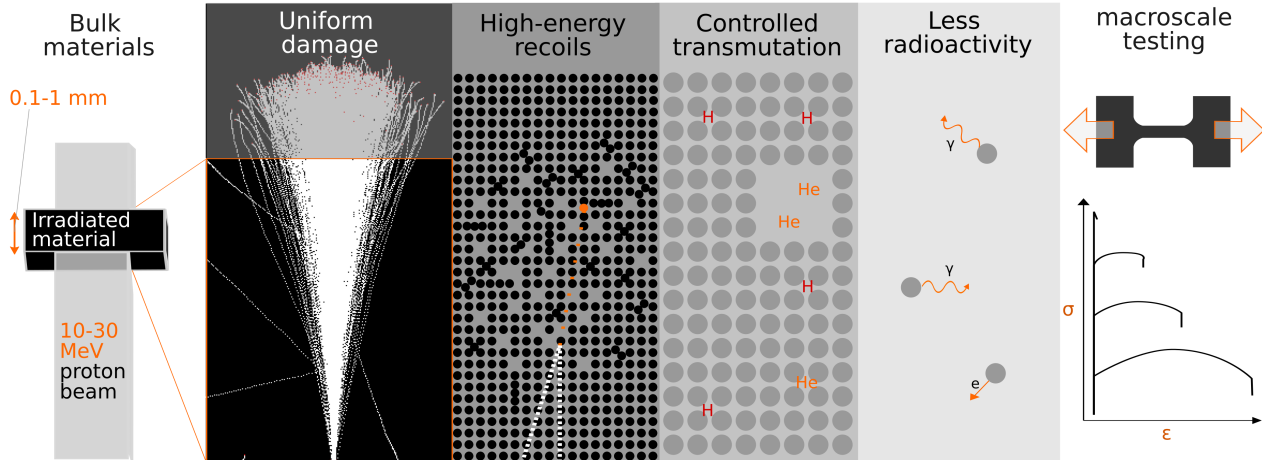 Bulk
materials
0.1-1 mm
Irradiated
material
10-30
MeV
proton
beam
Uniform
damage
High-energy
recoils
Controlled
transmutation
H
H
He
He
H
He
H
Less
radioactivity
γ
γ
e
macroscale
testing
σ
ε